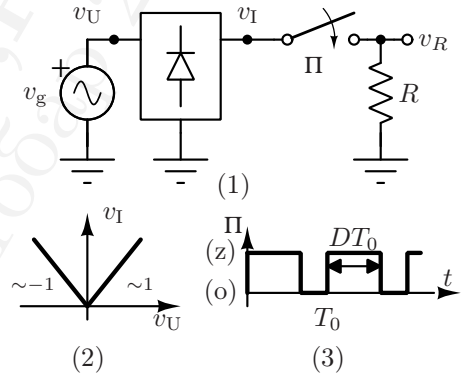 v_U v_I v_R
Π
+
v_g R
(1)
v_I Π
(z) DT_0
∼−1 ∼1 (o)
v_U T_0 t
(2) (3)